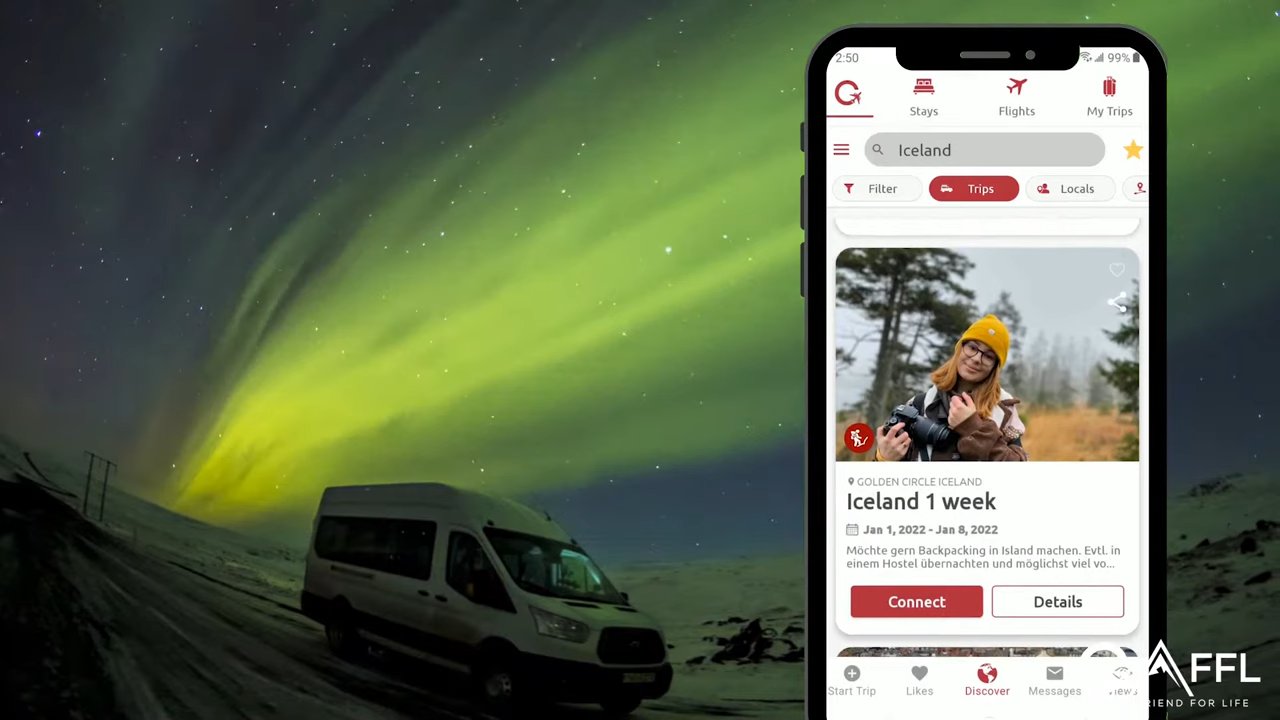 2:50
99%
Stays
Flights
My Trips
Iceland
Filter
Trips
Locals
GOLDEN CIRCLE ICELAND
Iceland 1 week
Jan 1, 2022 - Jan 8, 2022
Möchte gern Backpacking in Island machen. Evtl. in
einem Hostel übernachten und möglichst viel vo...
Connect
Details
Start Trip
Likes
Discover
Messages
FFL
RIEND FOR LIFE